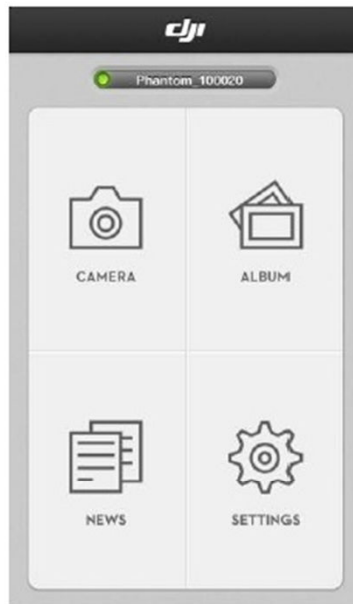 dji
Phantom_100020
CAMERA
ALBUM
NEWS
SETTINGS